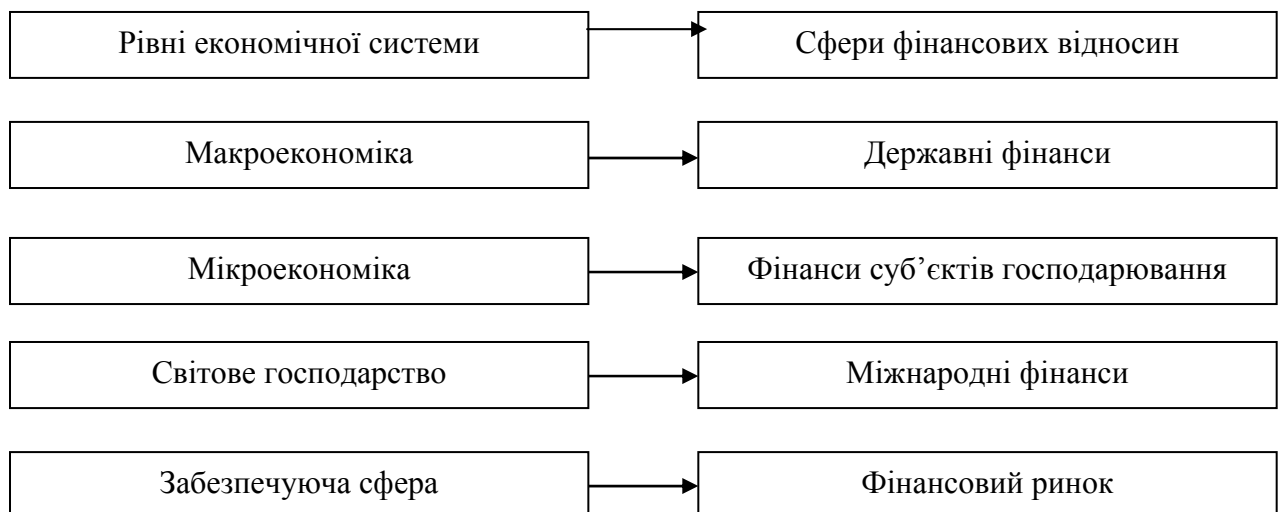 Рівні економічної системи
Сфери фінансових відносин
Макроекономіка
Державні фінанси
Мікроекономіка
Фінанси суб’єктів господарювання
Світове господарство
Міжнародні фінанси
Забезпечуюча сфера
Фінансовий ринок